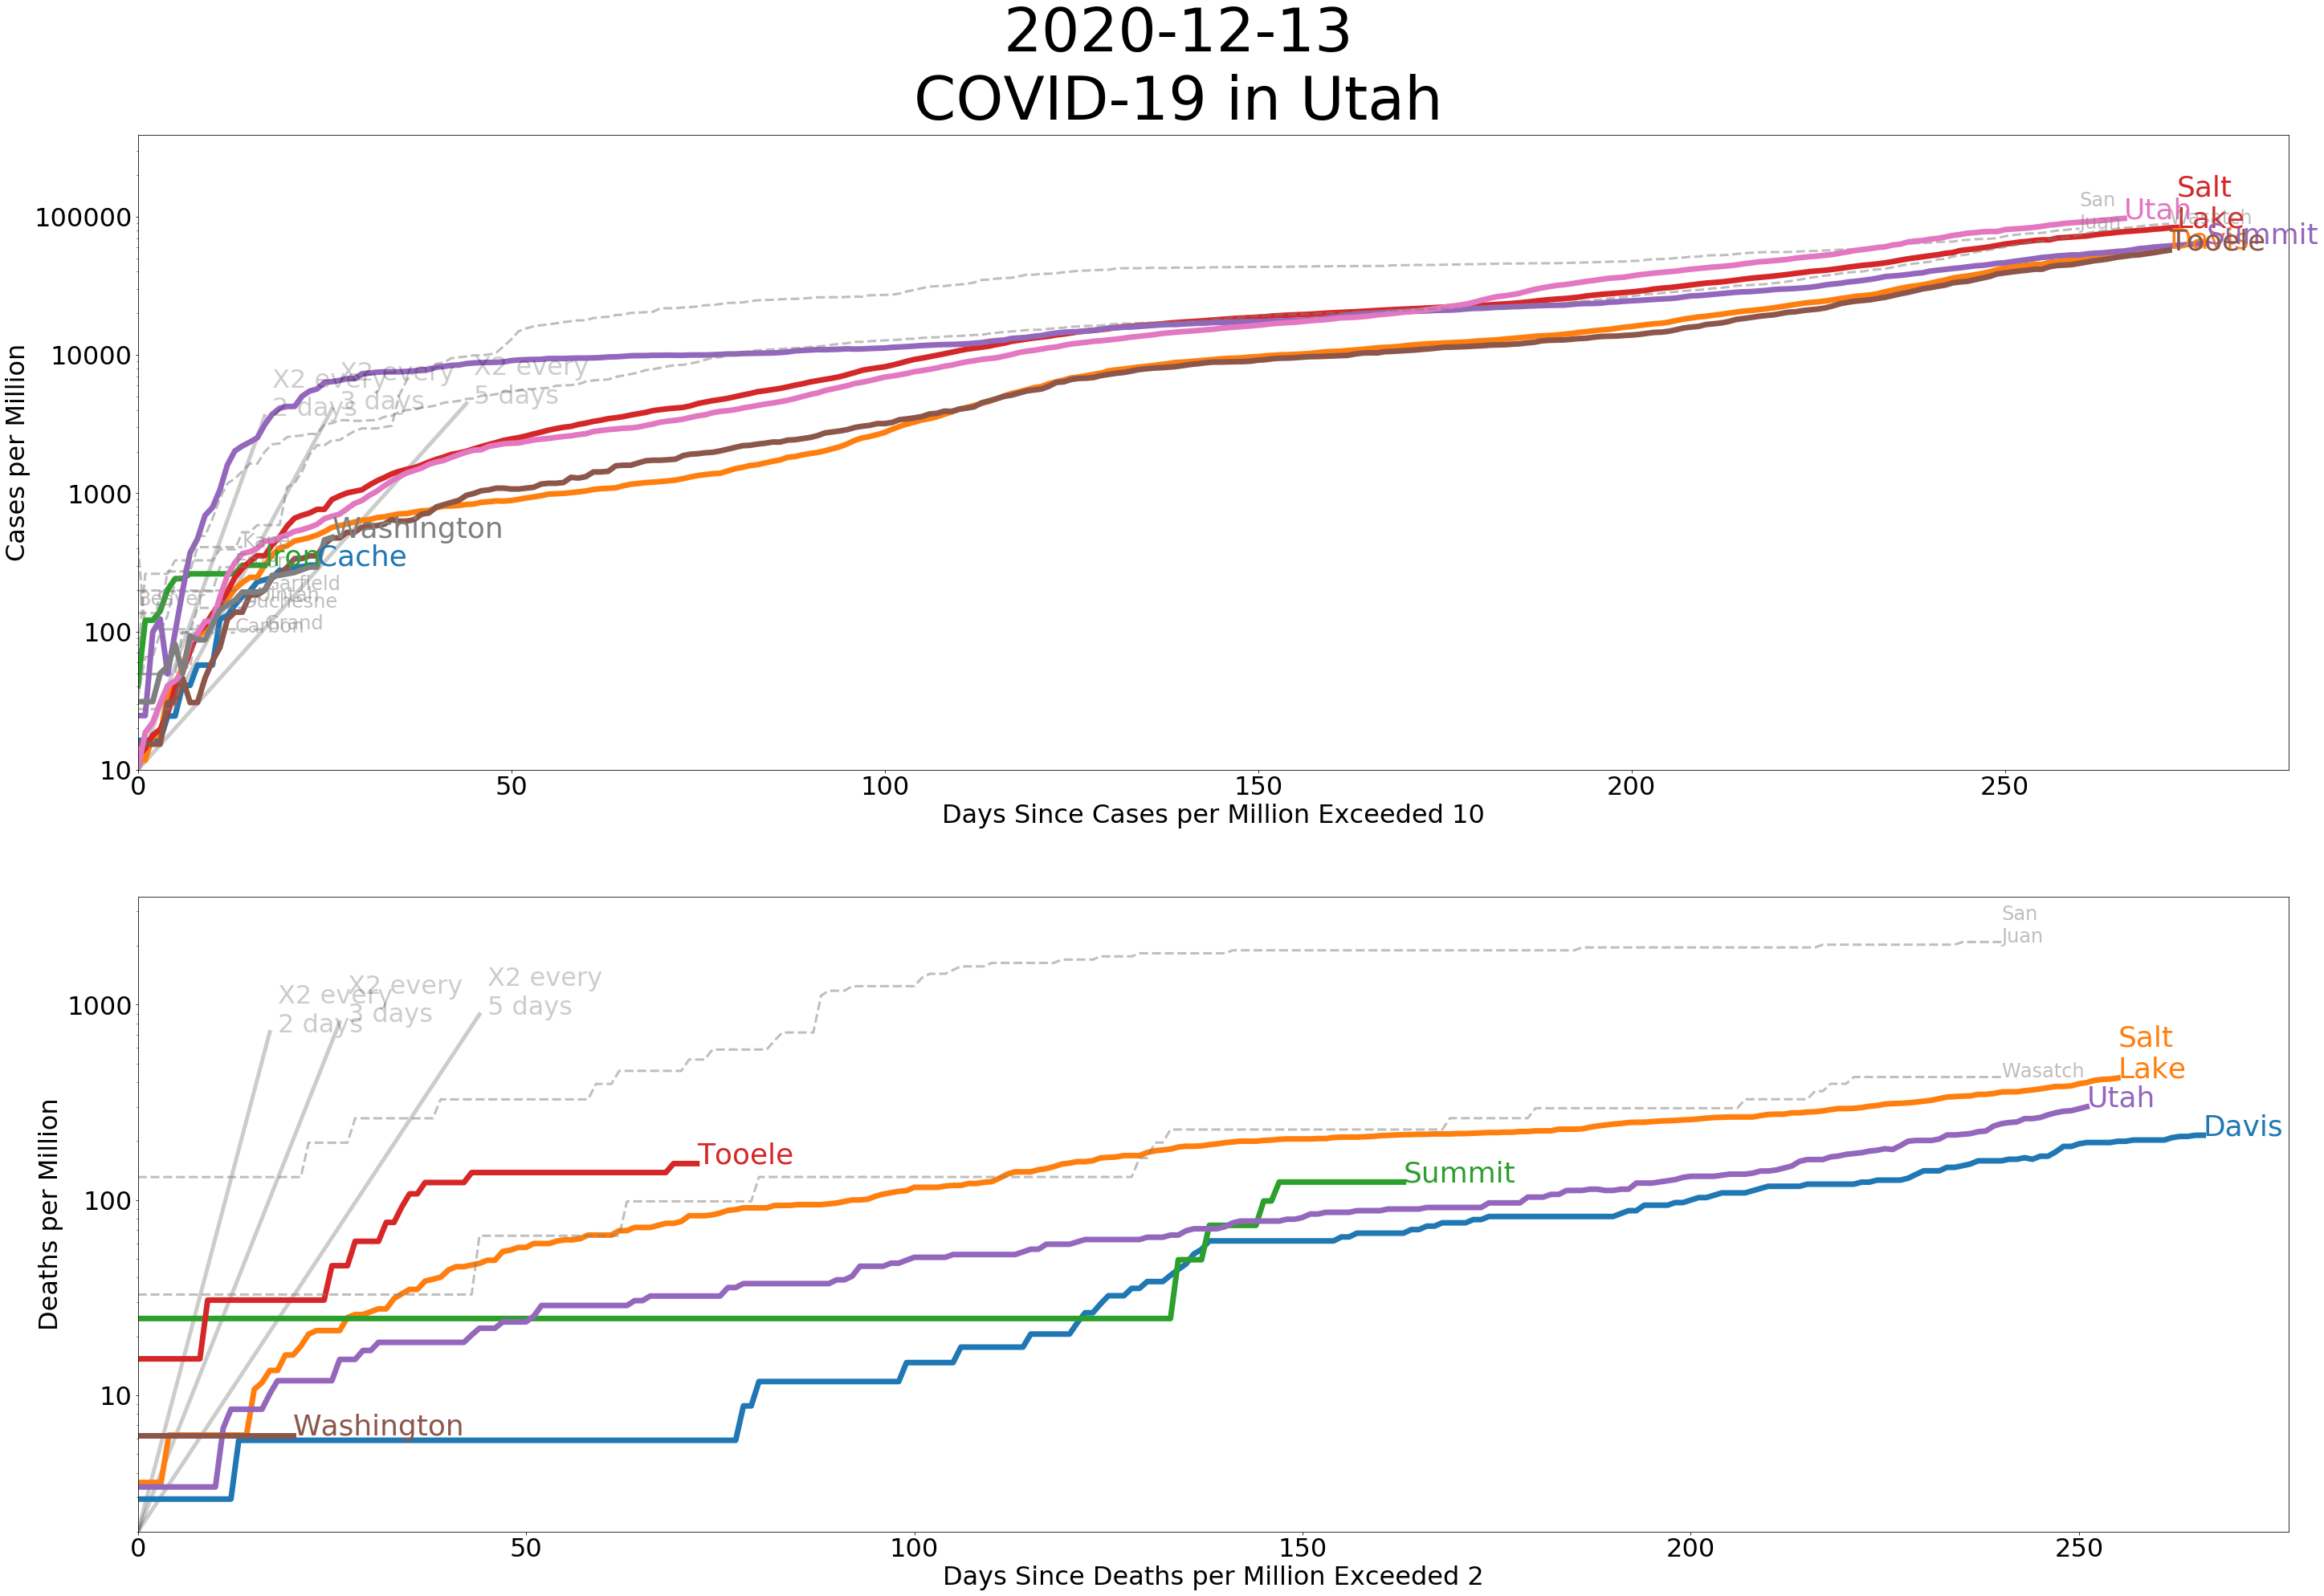 2020-12-13
COVID-19 in Utah
Cases per Million
100000
10000
1000
100
10
X2 every
2 days
X2 every
3 days
X2 every
5 days
San
Juan
Utah
Salt
Lake
Wasatch
Summit
Tooele
Washington
Iron
Cache
Garfield
Uintah
Duchesne
Beaver
Grand
Carbon
0
50
100
150
200
250
Days Since Cases per Million Exceeded 10
Deaths per Million
1000
100
10
X2 every
2 days
X2 every
3 days
X2 every
5 days
San
Juan
Salt
Lake
Wasatch
Utah
Davis
Tooele
Summit
Washington
0
50
100
150
200
250
Days Since Deaths per Million Exceeded 2